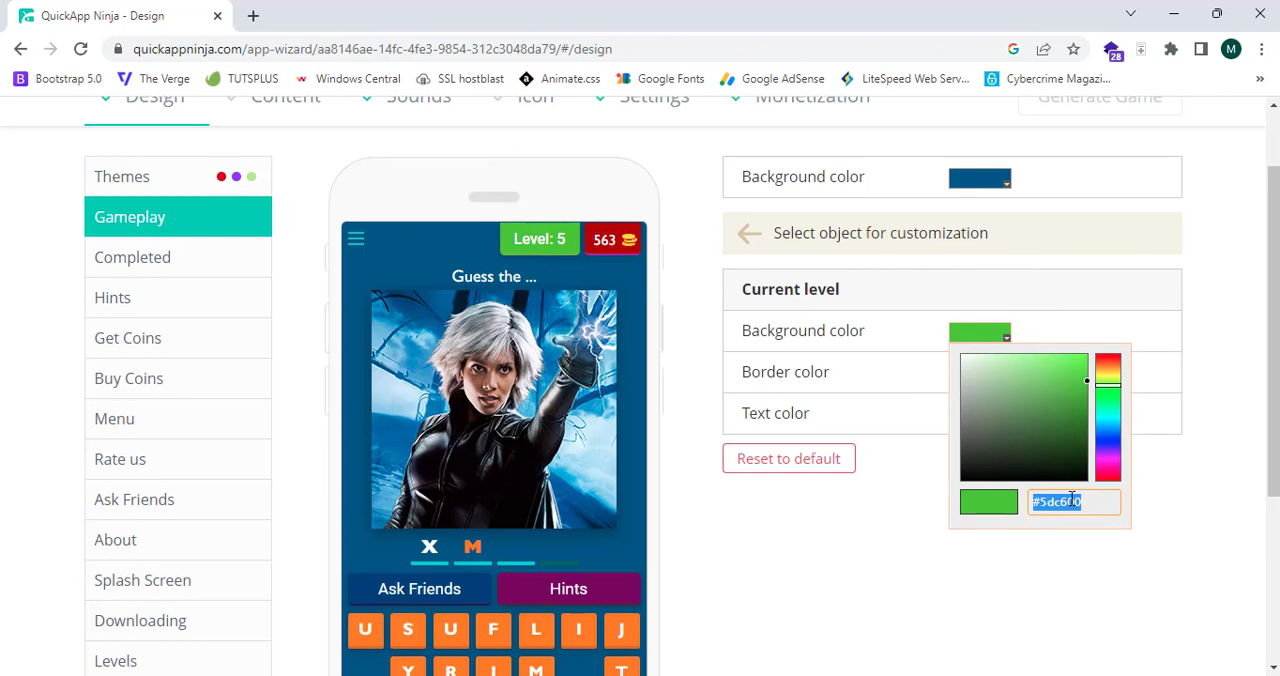 QuickApp Ninja - Design
quickappninja.com/app-wizard/aa8146ae-14fc-4fe3-9854-312c3048da79/#/design
28
M
Bootstrap 5.0
The Verge
TUTSPLUS
Windows Central
SSL hostblast
Animate.css
Google Fonts
Google AdSense
LiteSpeed Web Serv...
Cybercrime Magazi...
»
Design
Content
Sounds
Icon
Settings
Monetization
Generate Game
Themes
Gameplay
Completed
Hints
Get Coins
Buy Coins
Menu
Rate us
Ask Friends
About
Splash Screen
Downloading
Levels
Level: 5
563
Guess the ...
X M
Ask Friends
Hints
U S U F L I J
Y R I M T
Background color
Select object for customization
Current level
Background color
Border color
Text color
Reset to default
#5dc600